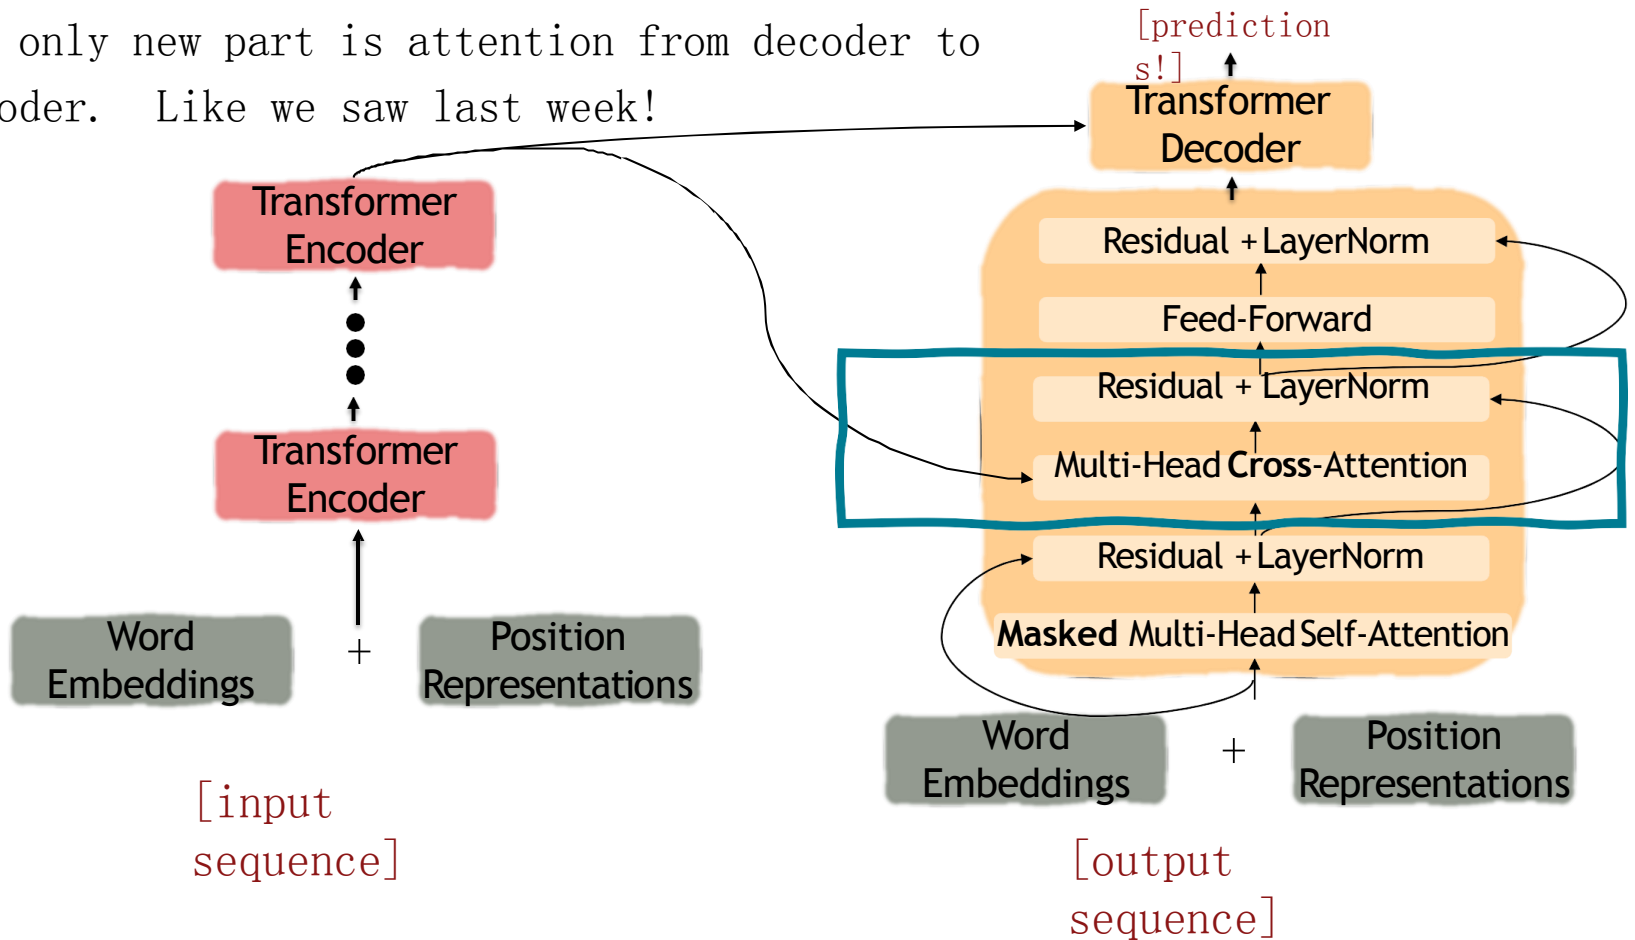 only new part is attention from decoder to
oder. Like we saw last week!
[prediction
s!]
Transformer
Decoder
Transformer
Encoder
Residual + LayerNorm
Feed-Forward
Residual + LayerNorm
Multi-Head Cross-Attention
Transformer
Encoder
Residual + LayerNorm
Masked Multi-Head Self-Attention
Word
Embeddings
+
Position
Representations
Word
Embeddings
+
Position
Representations
[input
sequence]
[output
sequence]